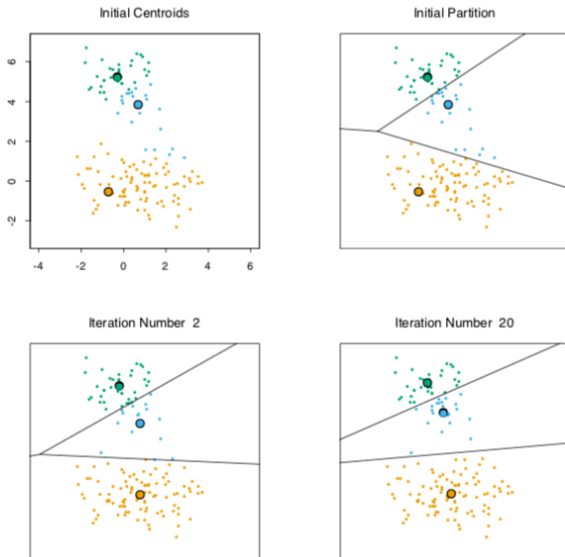 Initial Centroids
Initial Partition
6
4
2
0
-2
-4 -2 0 2 4 6
Iteration Number 2
Iteration Number 20